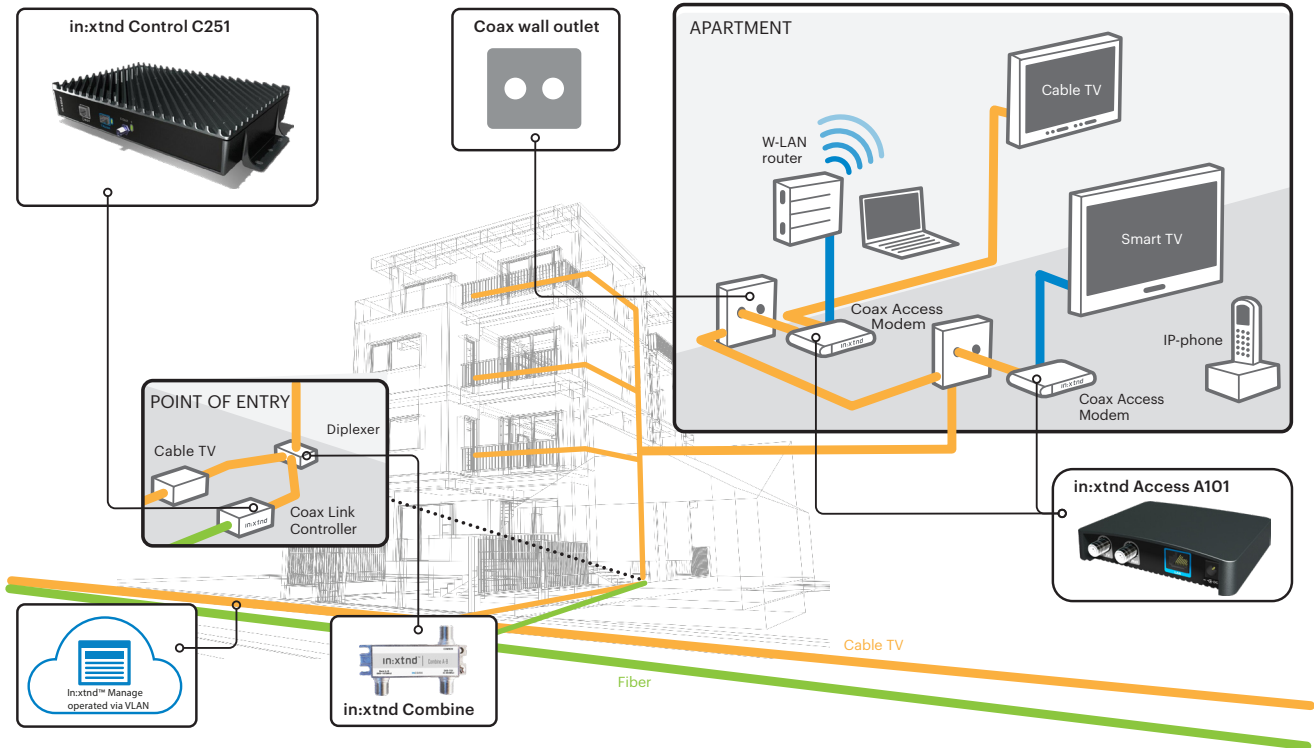 in:xtnd Control C251
Coax wall outlet
APARTMENT
Cable TV
W-LAN
router
Smart TV
Coax Access
Modem
in:xtnd
IP-phone
in:xtnd
Coax Access
Modem
POINT OF ENTRY
Diplexer
Cable TV
in:xtnd
Coax Link
Controller
in:xtnd Access A101
In:xtnd™ Manage
operated via VLAN
in:xtnd™
in:xtnd Combine
Cable TV
Fiber